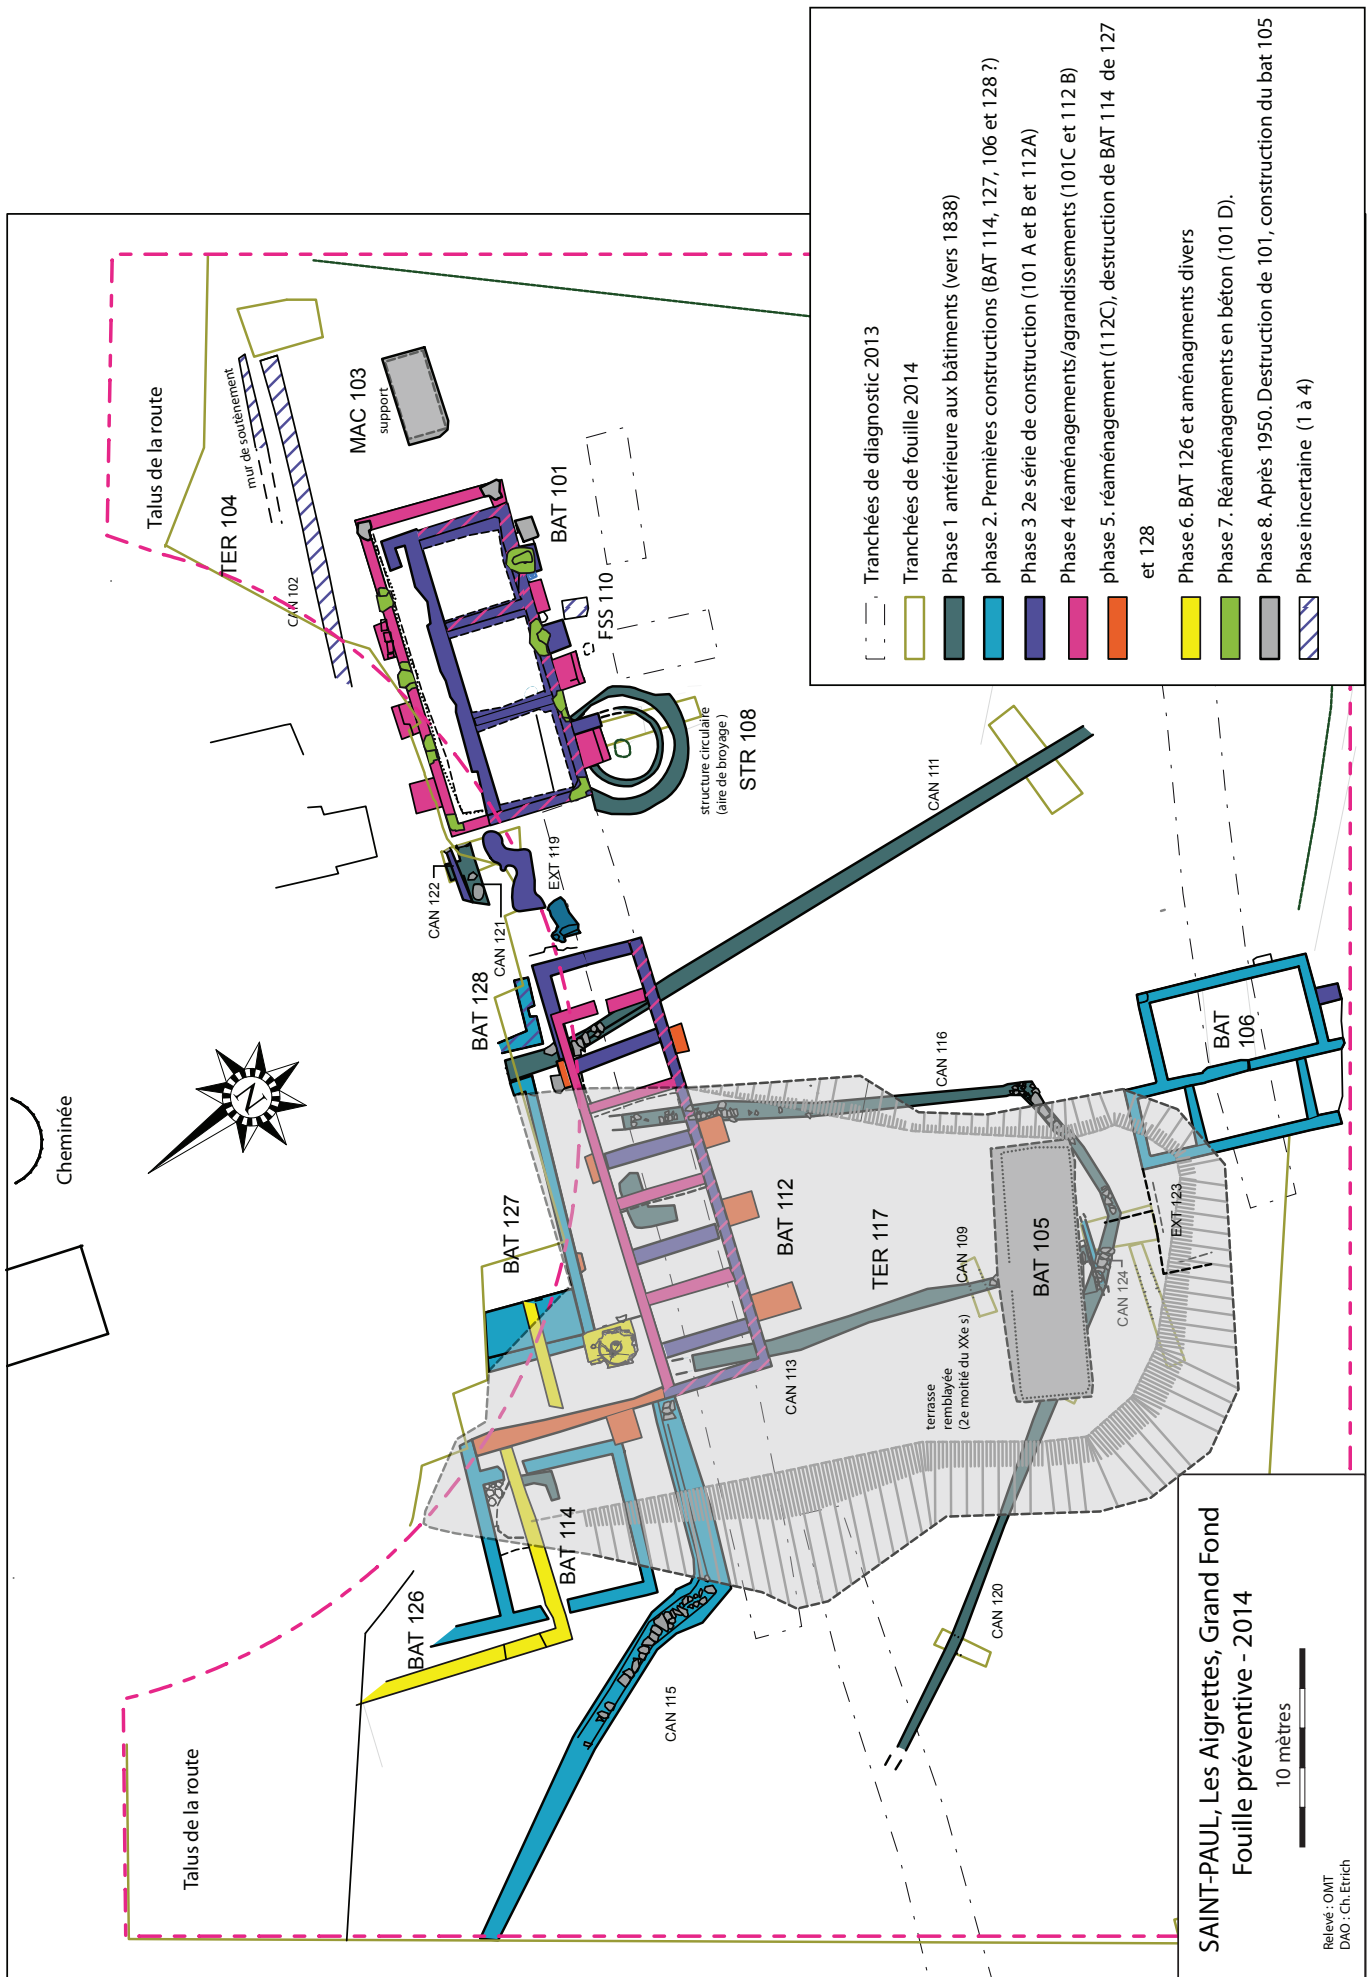 Cheminée
Talus de la route
TER 104
mur de soutènement
CAN 102
MAC 103
support
BAT 101
FSS 110
structure circulaire
(aire de broyage )
STR 108
CAN 122
CAN 121
EXT 119
CAN 111
BAT 128
N
BAT 127
BAT 112
TER 117
CAN 116
BAT
106
CAN 109
BAT 105
EXT 123
CAN 124
CAN 113
terrasse
remblayée
(2e moitié du XXe s)
BAT 114
BAT 126
CAN 115
CAN 120
Talus de la route
Tranchées de diagnostic 2013
Tranchées de fouille 2014
Phase 1 antérieure aux bâtiments (vers 1838)
phase 2. Premières constructions (BAT 114, 127, 106 et 128 ?)
Phase 3 2e série de construction (101 A et B et 112A)
Phase 4 réaménagements/agrandissements (101C et 112 B)
phase 5. réaménagement (112C), destruction de BAT 114 de 127
et 128
Phase 6. BAT 126 et aménagments divers
Phase 7. Réaménagements en béton (101 D).
Phase 8. Après 1950. Destruction de 101, construction du bat 105
Phase incertaine (1 à 4)
SAINT-PAUL, Les Aigrettes, Grand Fond
Fouille préventive - 2014
10 mètres
Relevé : OMT
DAO : Ch. Etrich